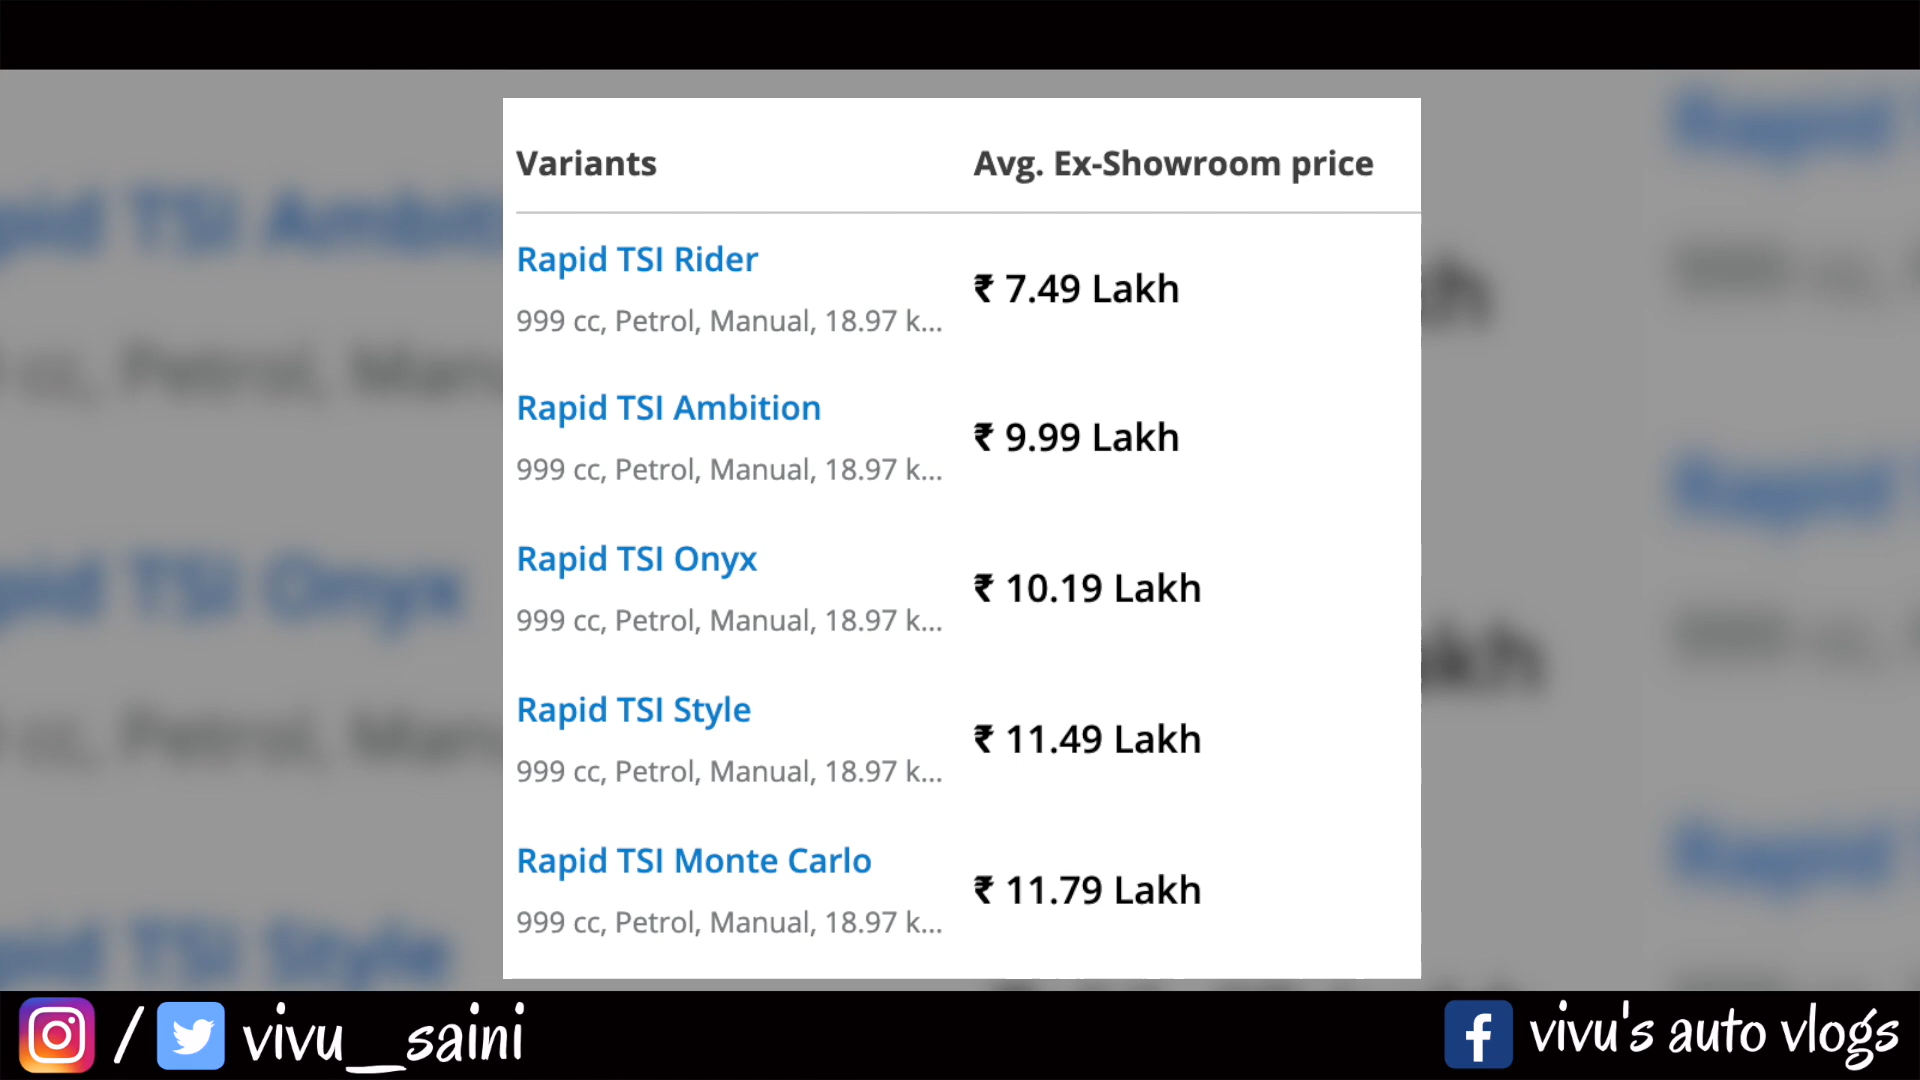 Variants Avg. Ex-Showroom price
Rapid TSI Rider
999 cc, Petrol, Manual, 18.97 k...
₹ 7.49 Lakh
Rapid TSI Ambition
999 cc, Petrol, Manual, 18.97 k...
₹ 9.99 Lakh
Rapid TSI Onyx
999 cc, Petrol, Manual, 18.97 k...
₹ 10.19 Lakh
Rapid TSI Style
999 cc, Petrol, Manual, 18.97 k...
₹ 11.49 Lakh
Rapid TSI Monte Carlo
999 cc, Petrol, Manual, 18.97 k...
₹ 11.79 Lakh
/ vivu__saini
vivu's auto vlogs